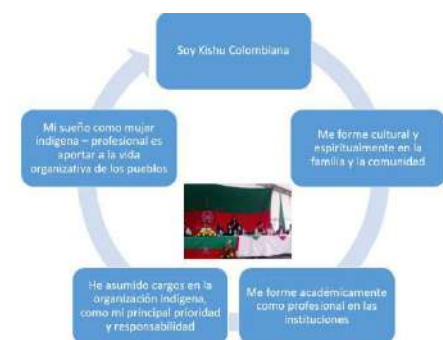 Soy Kishu Colombiana
Me forme cultural y
espiritualmente en la
familia y la comunidad
Me forme académicamente
como profesional en las
instituciones
He asumido cargos en la
organización indígena,
como mi principal prioridad
y responsabilidad
Mi sueño como mujer
indígena – profesional es
aportar a la vida
organizativa de los pueblos